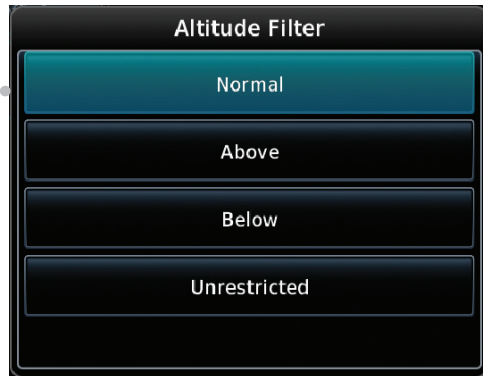 Altitude Filter
Normal
Above
Below
Unrestricted